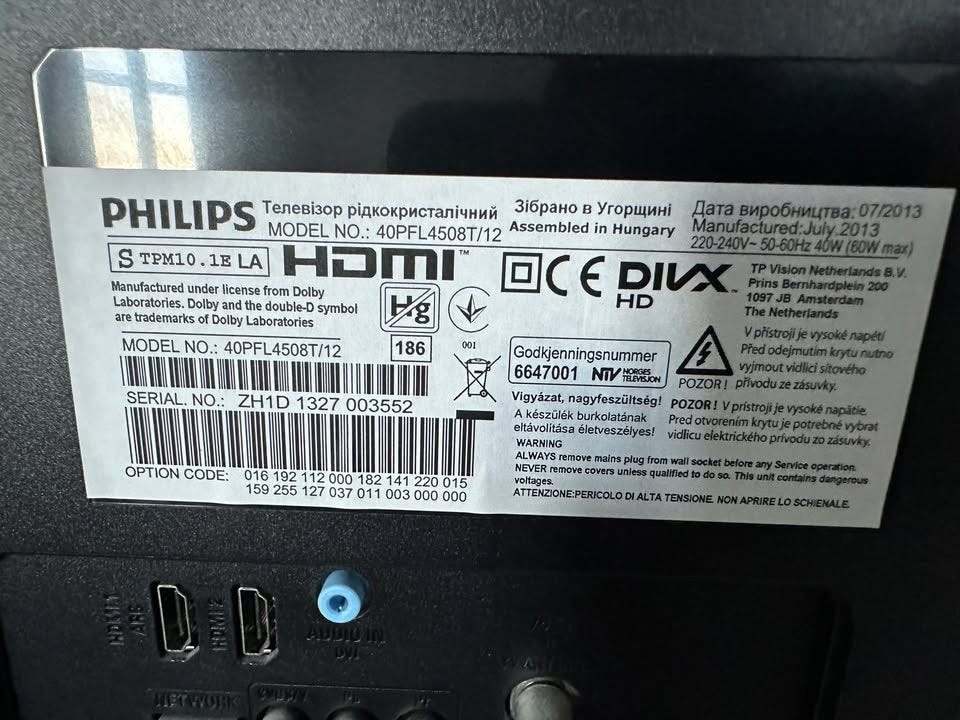 PHILIPS Телевізор рідкокристалічний
MODEL NO.: 40PFL4508T/12
Зібрано в Угорщині
Assembled in Hungary
Дата виробництва: 07/2013
Manufactured:July.2013
220-240V~ 50-60Hz 40W (60W max)
S TPM10.1E LA
HDMI™
DIVX™
HD
TP Vision Netherlands B.V.
Prins Bernhardplein 200
1097 JB Amsterdam
The Netherlands
Manufactured under license from Dolby
Laboratories. Dolby and the double-D symbol
are trademarks of Dolby Laboratories
Hg
CE
MODEL NO.: 40PFL4508T/12
186
001
SERIAL. NO.: ZH1D 1327 003552
OPTION CODE: 016 192 112 000 182 141 220 015
159 255 127 037 011 003 000 000
Godkjenningsnummer
6647001 NTV NORGES
TELEVISJON
POZOR!
V přístroji je vysoké napětí
Před odejmutím krytu nutno
vyjmout vidlici síťového
přívodu ze zásuvky.
Vigyázat, nagyfeszültség!
A készülék burkolatának
eltávolítása életveszélyes!
POZOR! V prístroji je vysoké napätie.
Pred otvorením krytu je potrebné vybrat
vidlicu elektrického prívodu zo zásuvky.
WARNING
ALWAYS remove mains plug from wall socket before any Service operation.
NEVER remove covers unless qualified to do so. This unit contains dangerous
voltages.
ATTENZIONE:PERICOLO DI ALTA TENSIONE. NON APRIRE LO SCHIENALE.
HDMI 1
ARC
HDMI 2
AUDIO IN
DVI
NETWORK